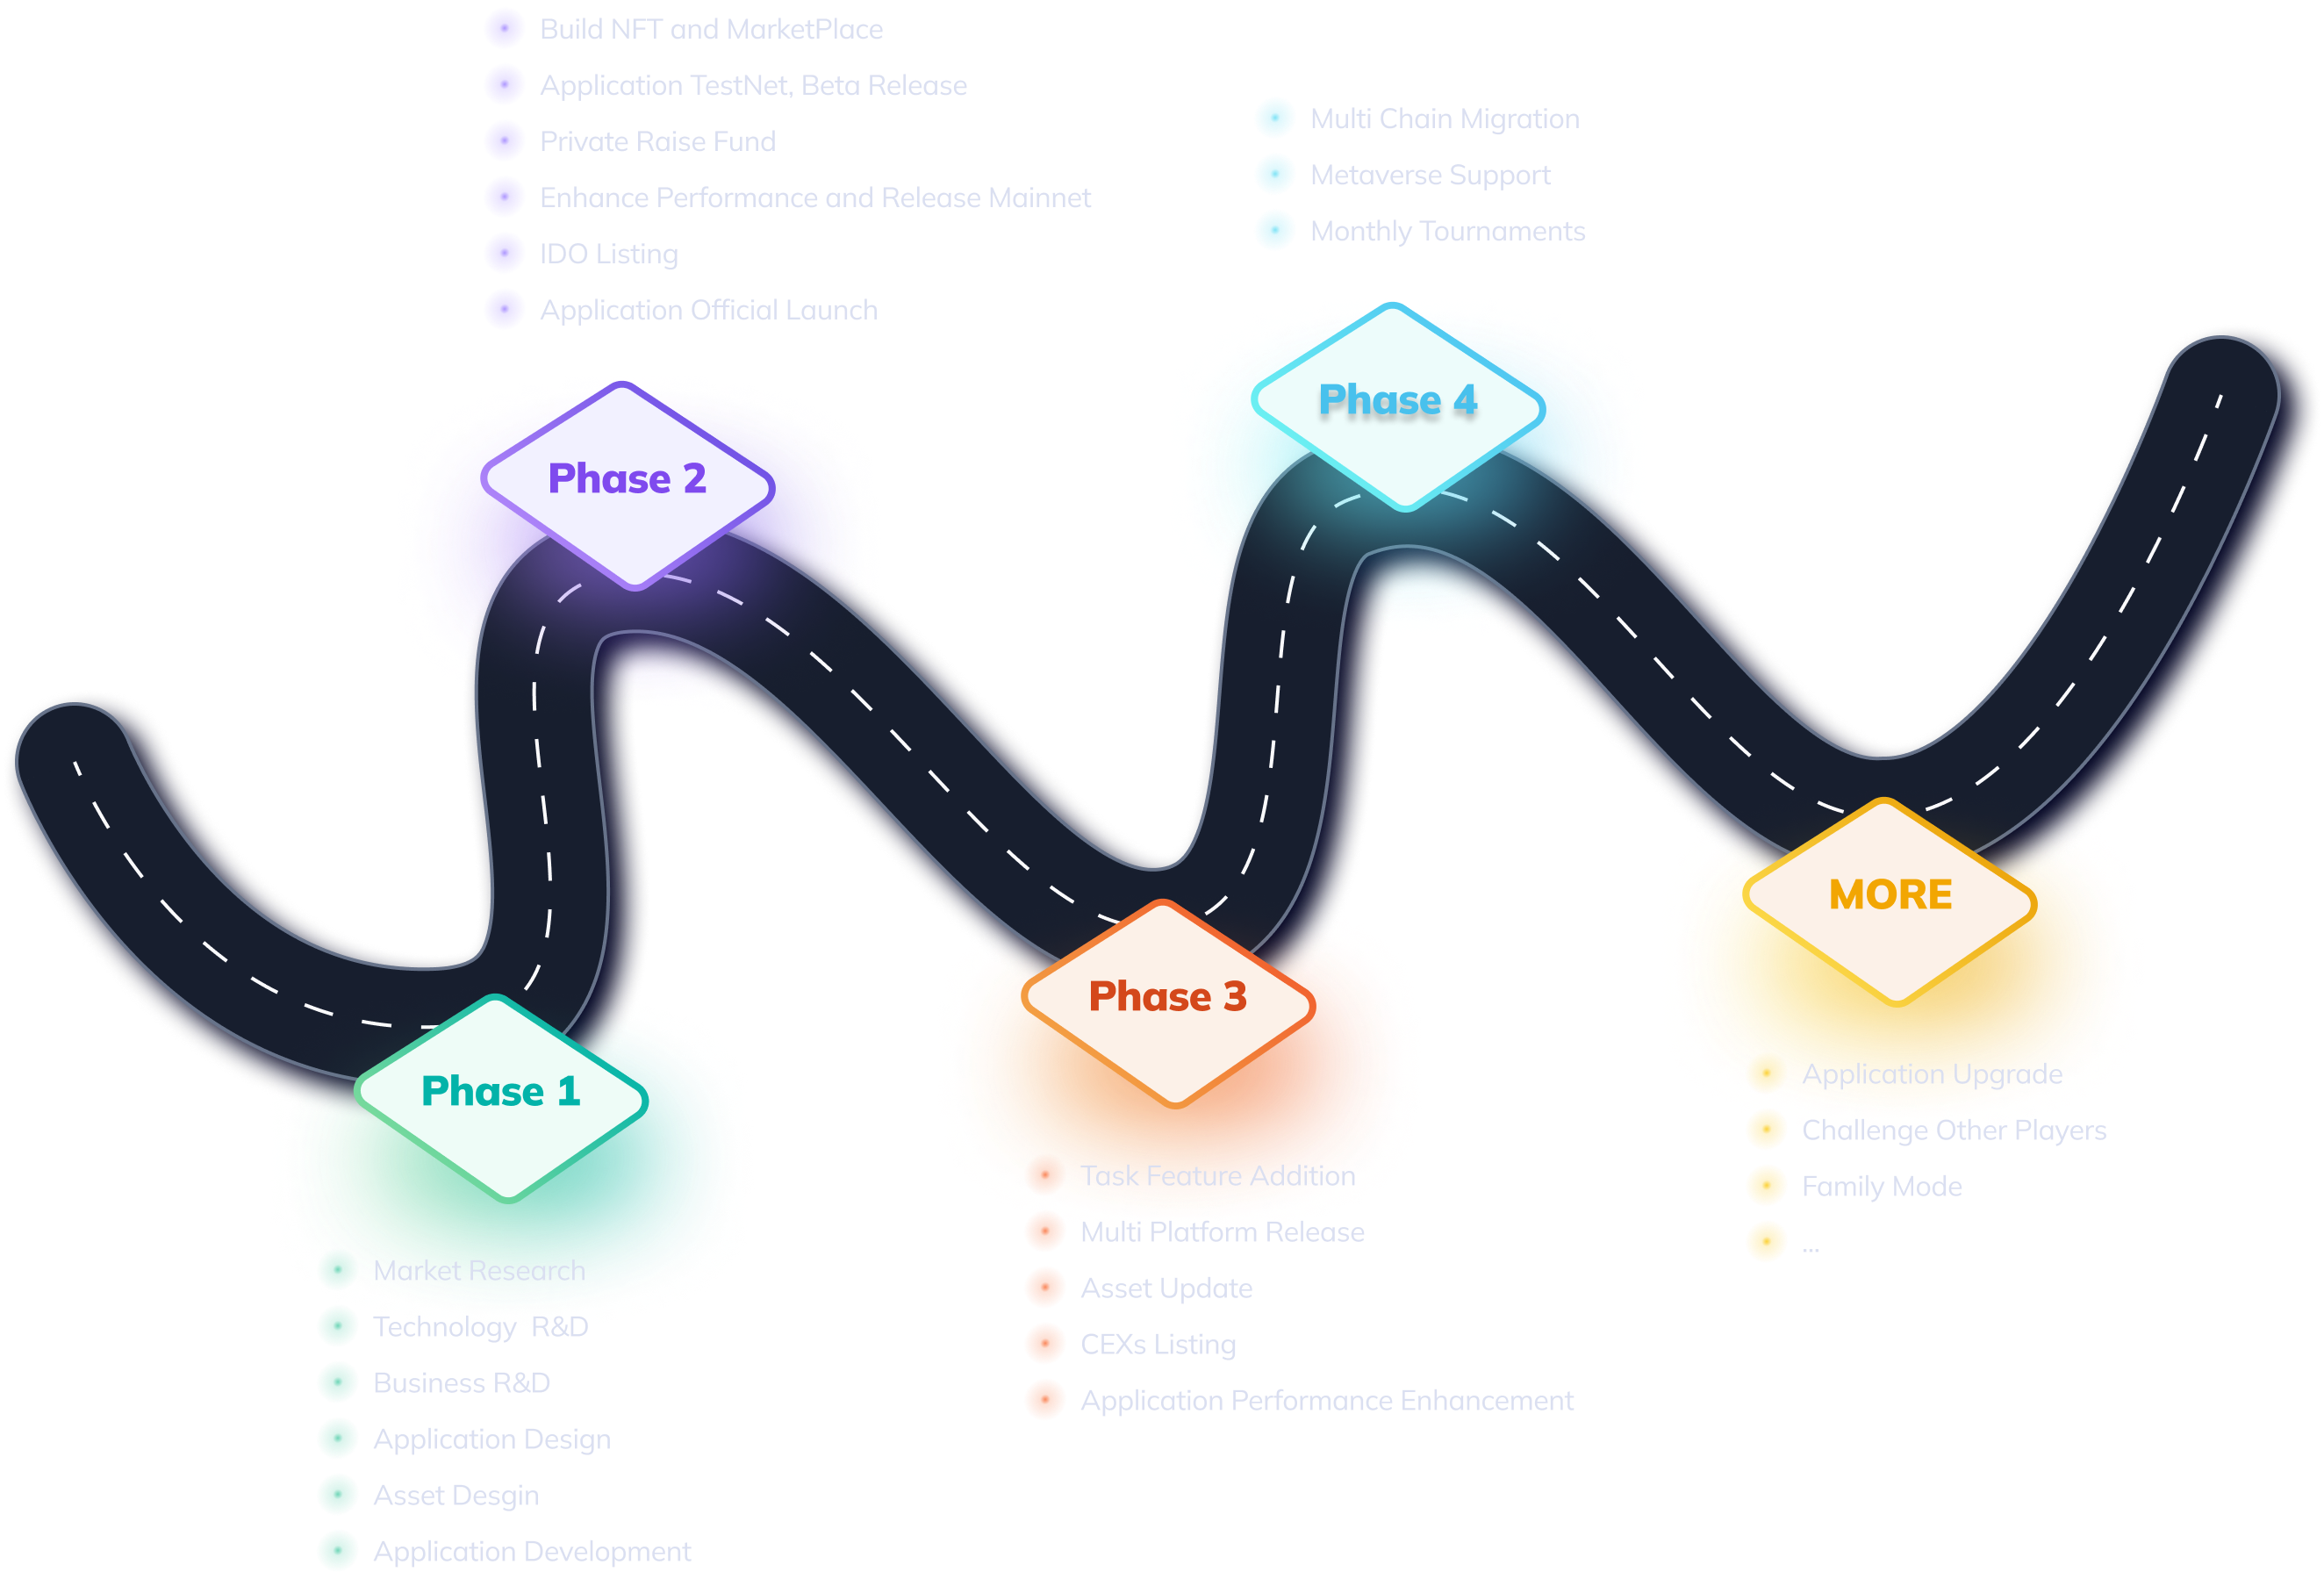 Build NFT and MarketPlace
Application TestNet, Beta Release
Private Raise Fund
Enhance Performance and Release Mainnet
IDO Listing
Application Official Launch
Multi Chain Migration
Metaverse Support
Monthly Tournaments
Phase 4
Phase 2
MORE
Phase 3
Phase 1
Application Upgrade
Challenge Other Players
Family Mode
...
Task Feature Addition
Multi Platform Release
Asset Update
CEXs Listing
Application Performance Enhancement
Market Research
Technology  R&D
Business R&D
Application Design
Asset Desgin
Application Development